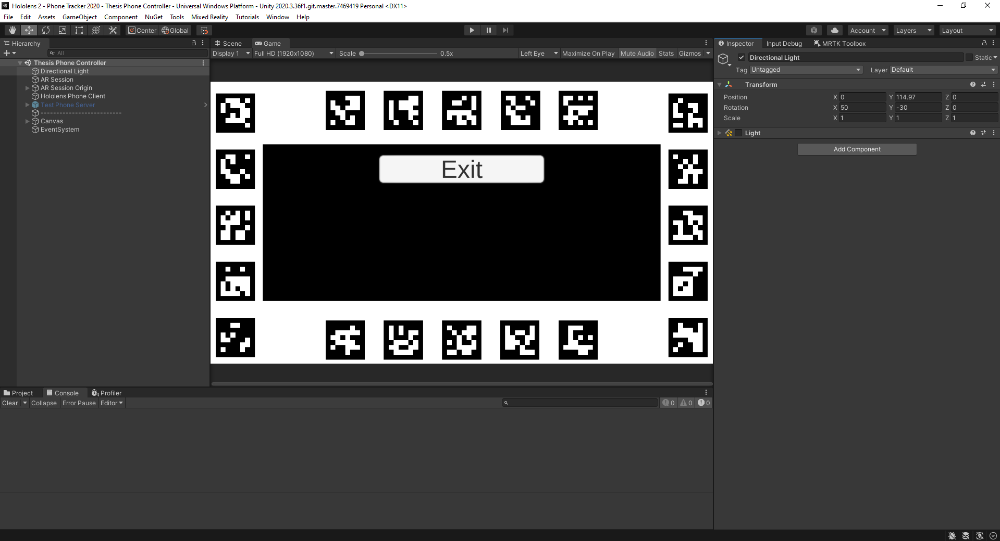 Hololens 2 - Phone Tracker 2020 - Thesis Phone Controller - Universal Windows Platform - Unity 2020.3.36f1.git.master.7469419 Personal <DX11>
File Edit Assets GameObject Component NuGet Tools Mixed Reality Tutorials Window Help
Center Global Account Layers Layout
Hierarchy
All
Thesis Phone Controller
Directional Light
AR Session
AR Session Origin
Hololens Phone Client
Test Phone Server
--------------------------
Canvas
EventSystem
Scene Game
Display 1 Full HD (1920x1080) Scale 0.5x Left Eye Maximize On Play Mute Audio Stats Gizmos
Exit
Inspector Input Debug MRTK Toolbox
Directional Light Static
Tag Untagged Layer Default
Transform
Position X 0 Y 114.97 Z 0
Rotation X 50 Y -30 Z 0
Scale X 1 Y 1 Z 1
Light
Add Component
Project Console Profiler
Clear Collapse Error Pause Editor 0 0 0